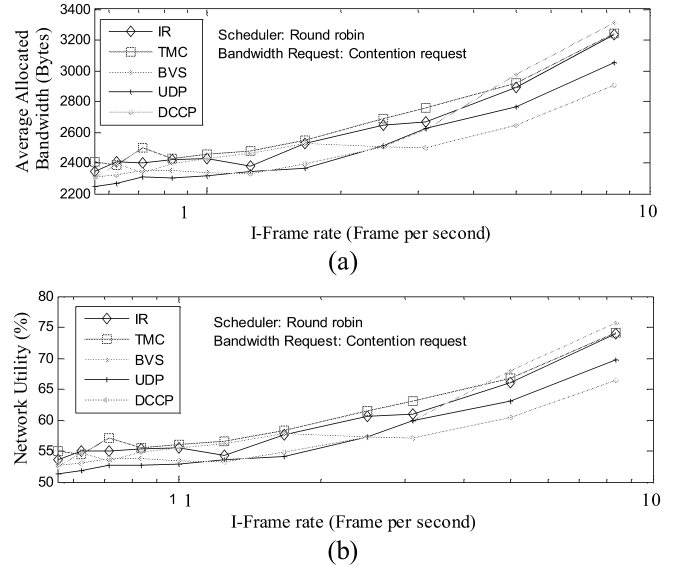 3400
3200
3000
2800
2600
2400
2200
Average Allocated
Bandwidth (Bytes)
IR
TMC
BVS
UDP
DCCP
Scheduler: Round robin
Bandwidth Request: Contention request
1
10
I-Frame rate (Frame per second)
(a)
80
75
70
65
60
55
50
Network Utility (%)
IR
TMC
BVS
UDP
DCCP
Scheduler: Round robin
Bandwidth Request: Contention request
1 1
10
I-Frame rate (Frame per second)
(b)